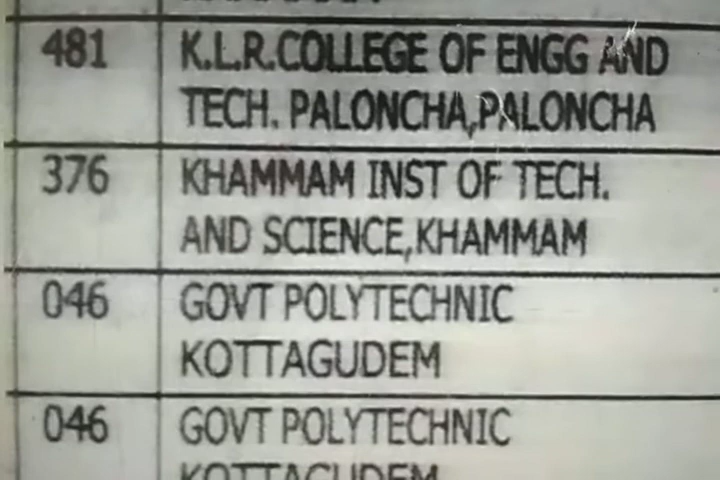 481 K.L.R.COLLEGE OF ENGG AND
TECH. PALONCHA,PALONCHA
376 KHAMMAM INST OF TECH.
AND SCIENCE,KHAMMAM
046 GOVT POLYTECHNIC
KOTTAGUDEM
046 GOVT POLYTECHNIC
KOTTAGUDEM